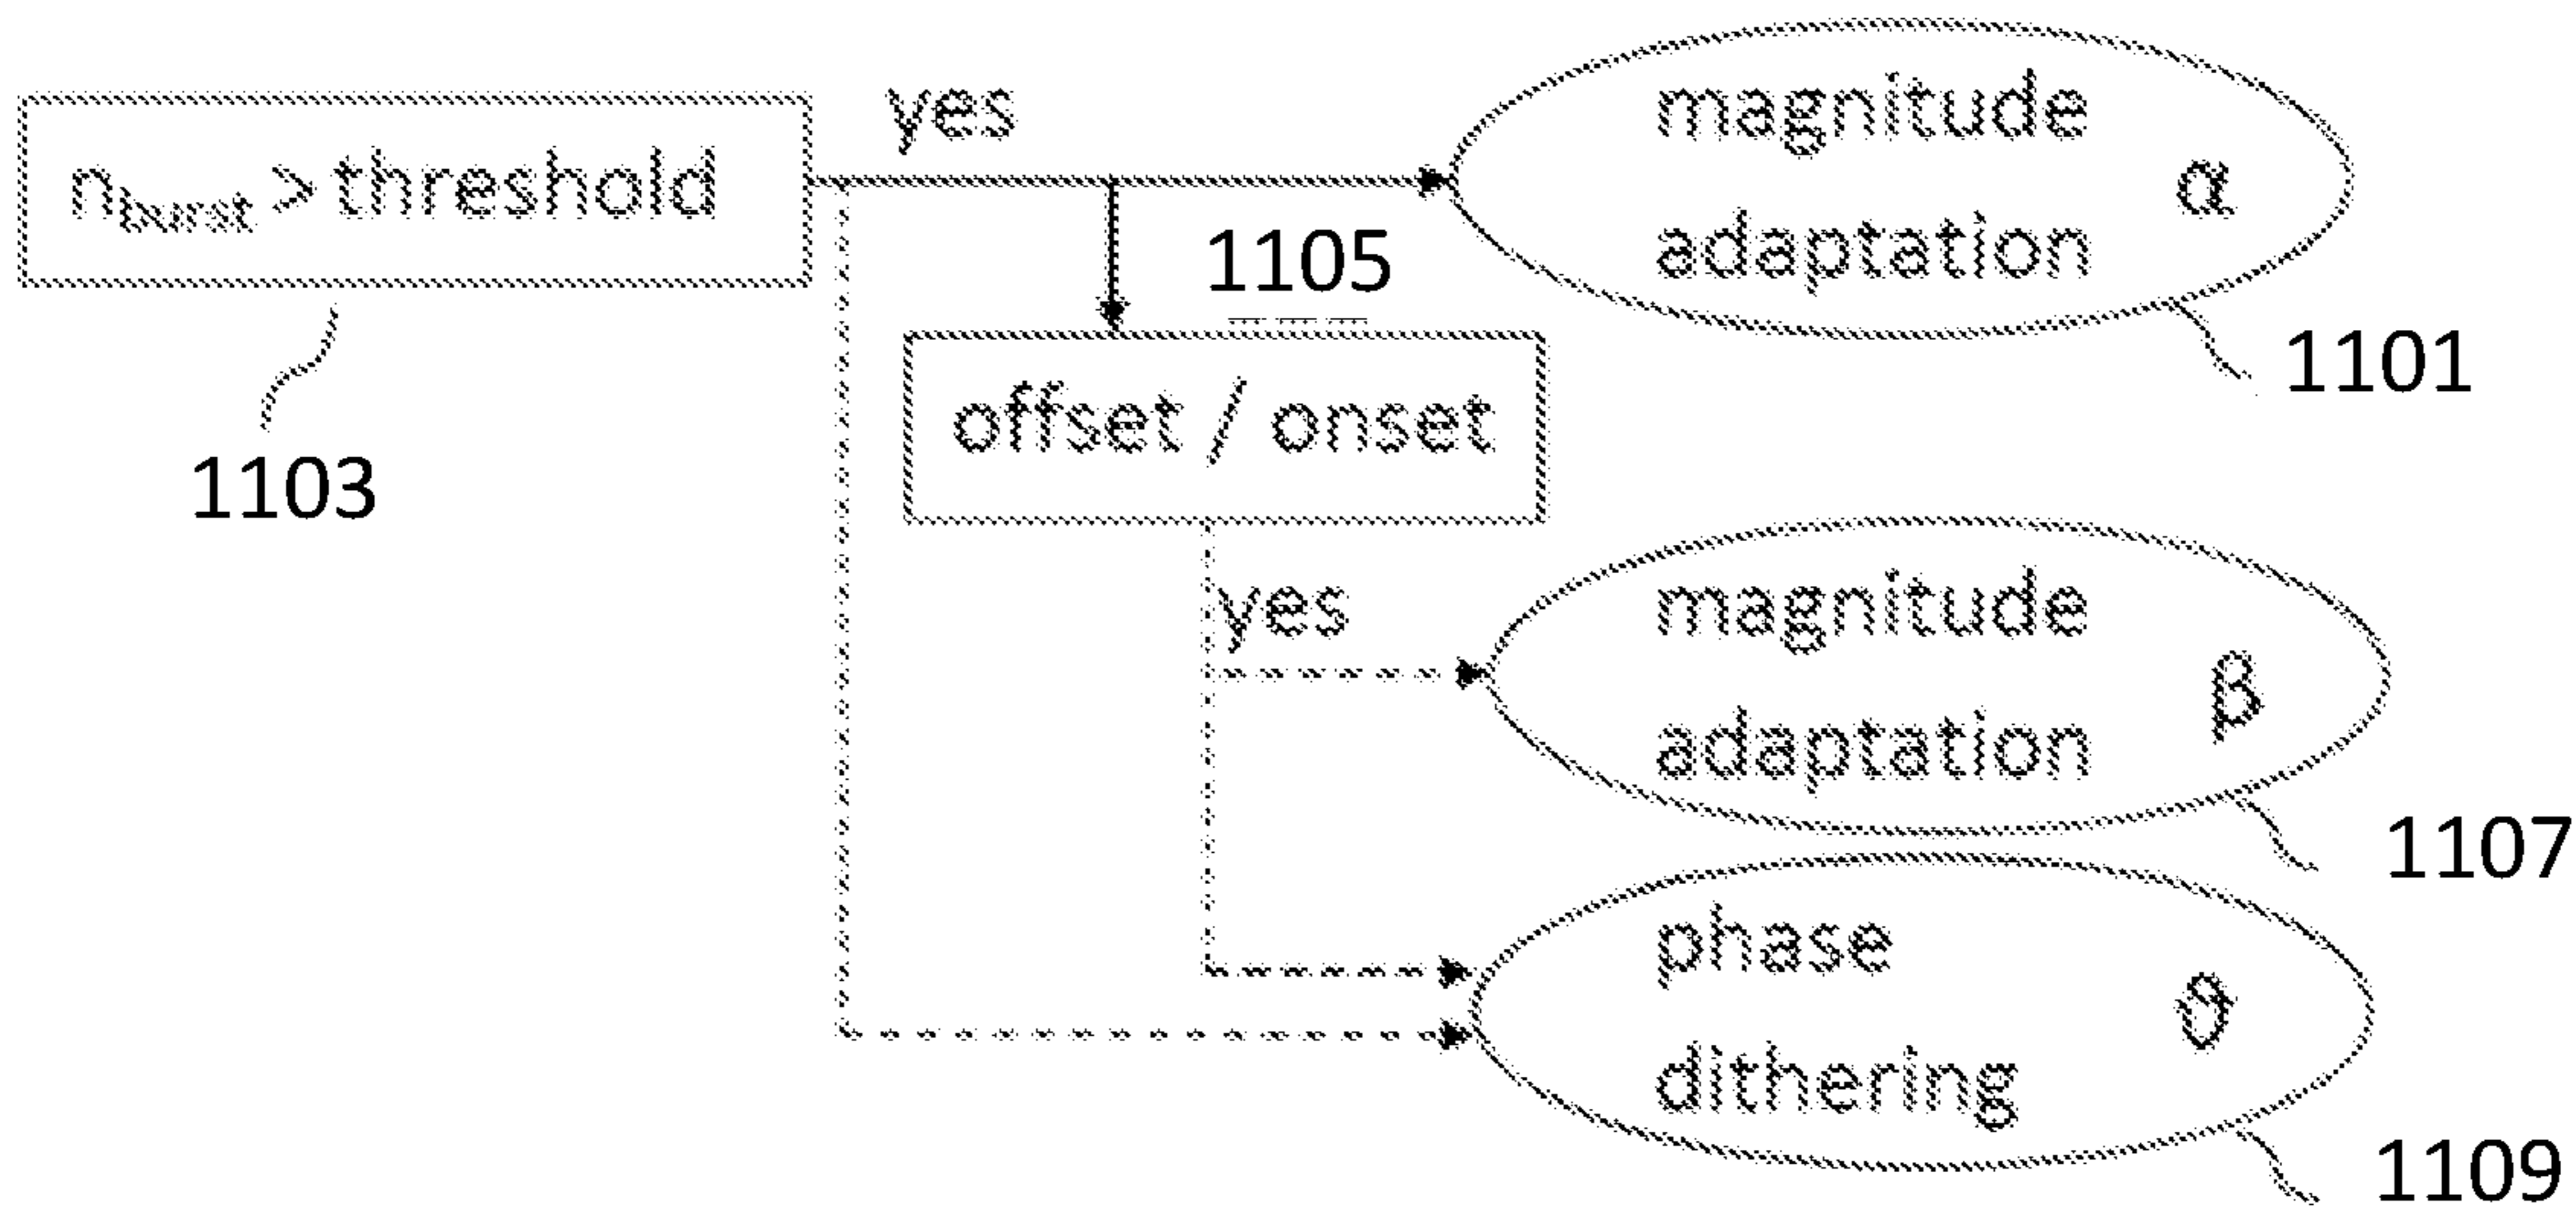 yes
magnitude
n_burst > threshold
α
adaptation
1105
1101
offset / onset
1103
yes
magnitude
β
adaptation
1107
phase
ϑ
dithering
1109